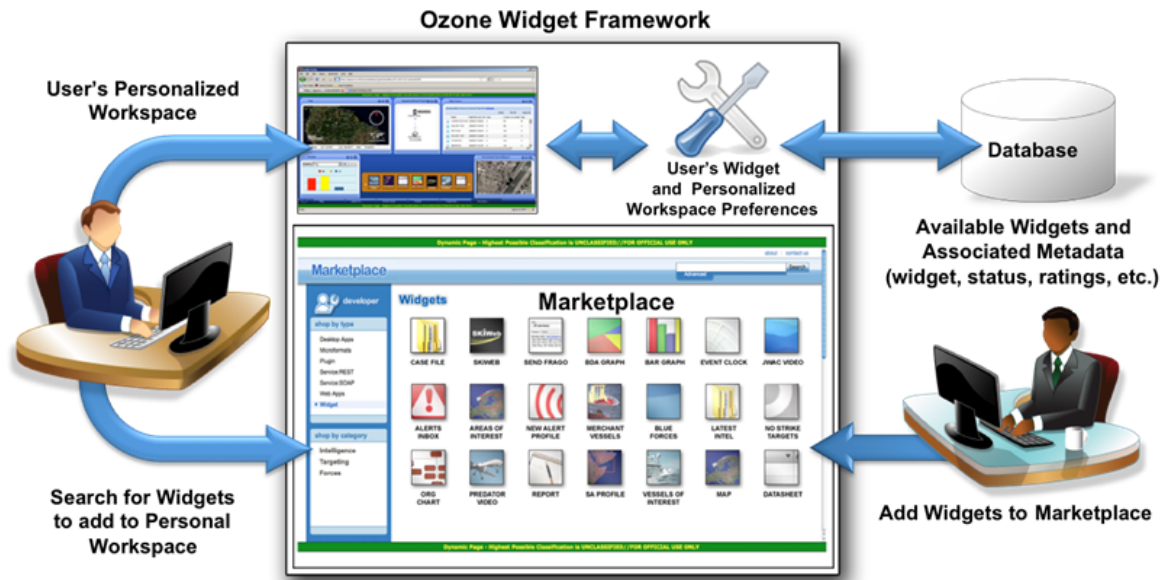 Ozone Widget Framework
User's Personalized
Workspace
User's Widget
and Personalized
Workspace Preferences
Database
Available Widgets and
Associated Metadata
(widget, status, ratings, etc.)
Dynamic Page - Highest Possible Classification is UNCLASSIFIED//FOR OFFICIAL USE ONLY
about contact us
Marketplace
Search
Advanced
developer
Widgets
Marketplace
shop by type
Desktop Apps
Microformats
Plugin
Service REST
Service SOAP
Web Apps
Widget
CASE FILE
SKIWeb
SKIWEB
SEND FRAGO
BDA GRAPH
BAR GRAPH
EVENT CLOCK
JWAC VIDEO
ALERTS
INBOX
AREAS OF
INTEREST
NEW ALERT
PROFILE
MERCHANT
VESSELS
BLUE
FORCES
LATEST
INTEL
NO STRIKE
TARGETS
shop by category
Intelligence
Targeting
Forces
ORG
CHART
PREDATOR
VIDEO
REPORT
SA PROFILE
VESSELS OF
INTEREST
MAP
DATASHEET
Dynamic Page - Highest Possible Classification is UNCLASSIFIED//FOR OFFICIAL USE ONLY
Search for Widgets
to add to Personal
Workspace
Add Widgets to Marketplace